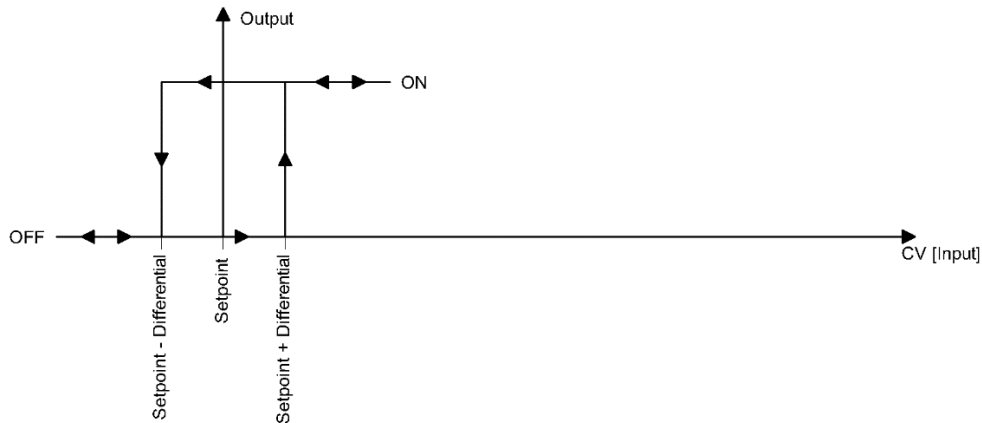 Output
ON
OFF
CV [Input]
Setpoint - Differential
Setpoint
Setpoint + Differential